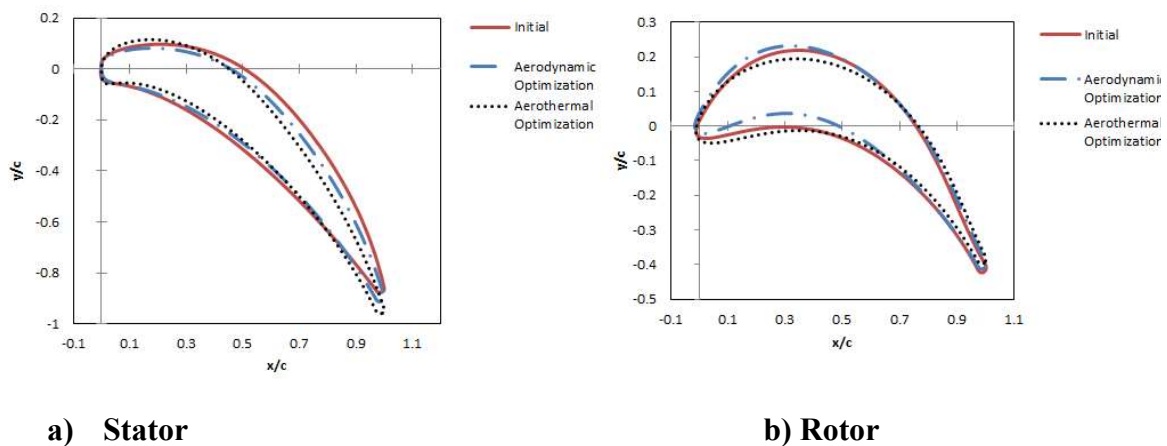 0.2
0
-0.2
-0.4
-0.6
-0.8
-1
y/c
-0.1 0.1 0.3 0.5 0.7 0.9 1.1
x/c
Initial
Aerodynamic
Optimization
Aerothermal
Optimization
a) Stator
0.3
0.2
0.1
0
-0.1
-0.2
-0.3
-0.4
-0.5
y/c
-0.1 0.1 0.3 0.5 0.7 0.9 1.1
x/c
Initial
Aerodynamic
Optimization
Aerothermal
Optimization
b) Rotor